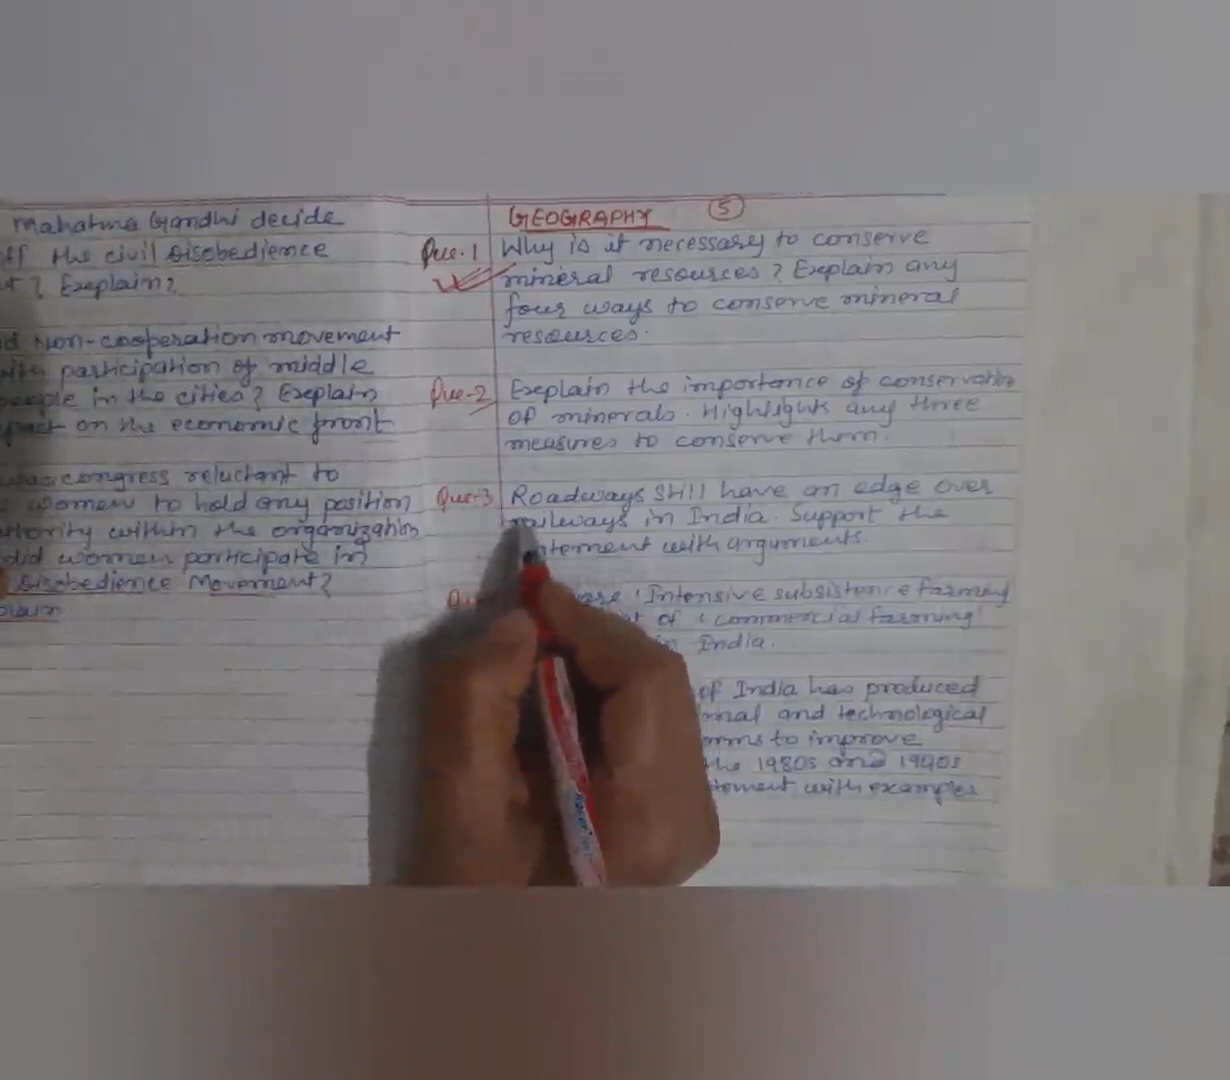 Mahatma Gandhi decide
the civil Disobedience
? Explain?
Non-cooperation movement
participation of middle
people in the cities? Explain
on the economic front
congress reluctant to
women to hold any position
within the organization
did women participate in
Disobedience Movement?
GEOGRAPHY 5
Que.1 Why is it necessary to conserve
mineral resources? Explain any
four ways to conserve mineral
resources.
Que-2 Explain the importance of conservation
of minerals. Highlights any three
measures to conserve them.
Que-3 Roadways still have an edge over
railways in India. Support the
with arguments.
'Intensive subsistence farming
of 'commercial farming'
India.
of India has produced
and technological
to improve
the 1980s and 1990s
with examples